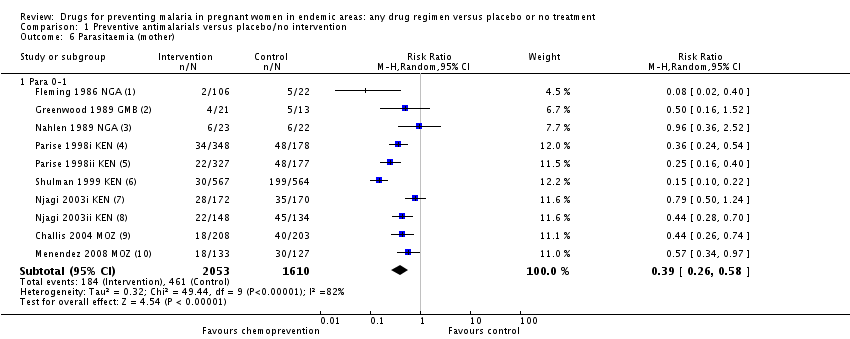 Review: Drugs for preventing malaria in pregnant women in endemic areas: any drug regimen versus placebo or no treatment
Comparison: 1 Preventive antimalarials versus placebo/no intervention
Outcome: 6 Parasitaemia (mother)
Study or subgroup Intervention Control Risk Ratio Weight Risk Ratio
n/N n/N M-H,Random,95% CI M-H,Random,95% CI
1 Para 0-1
Fleming 1986 NGA (1) 2/106 5/22 4.5 % 0.08 [ 0.02, 0.40 ]
Greenwood 1989 GMB (2) 4/21 5/13 7.7 % 0.50 [ 0.16, 1.52 ]
Nahlen 1989 NGA (3) 6/23 6/22 7.7 % 0.96 [ 0.36, 2.52 ]
Parise 1998i KEN (4) 34/348 48/178 12.0 % 0.36 [ 0.24, 0.54 ]
Parise 1998ii KEN (5) 22/327 48/177 11.5 % 0.25 [ 0.16, 0.40 ]
Shulman 1999 KEN (6) 30/567 199/564 12.2 % 0.15 [ 0.10, 0.22 ]
Njagi 2003i KEN (7) 28/172 35/170 11.6 % 0.79 [ 0.50, 1.24 ]
Njagi 2003ii KEN (8) 22/148 45/134 11.6 % 0.44 [ 0.28, 0.70 ]
Challis 2004 MOZ (9) 18/208 40/203 11.1 % 0.44 [ 0.26, 0.74 ]
Menendez 2008 MOZ (10) 18/133 30/127 11.0 % 0.57 [ 0.34, 0.97 ]
Subtotal (95% CI) 2053 1610 100.0 % 0.39 [ 0.26, 0.58 ]
Total events: 184 (Intervention), 461 (Control)
Heterogeneity: Tau² = 0.32; Chi² = 49.44, df = 9 (P<0.00001); I² =82%
Test for overall effect: Z = 4.54 (P < 0.00001)
0.01 0.1 1 10 100
Favours chemoprevention Favours control